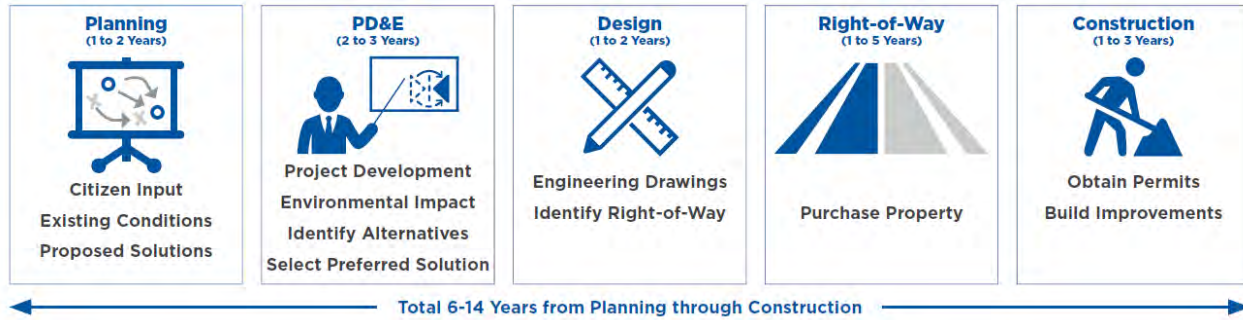 Planning
(1 to 2 Years)
Citizen Input
Existing Conditions
Proposed Solutions
PD&E
(2 to 3 Years)
Project Development
Environmental Impact
Identify Alternatives
Select Preferred Solution
Design
(1 to 2 Years)
Engineering Drawings
Identify Right-of-Way
Right-of-Way
(1 to 5 Years)
Purchase Property
Construction
(1 to 3 Years)
Obtain Permits
Build Improvements
Total 6-14 Years from Planning through Construction